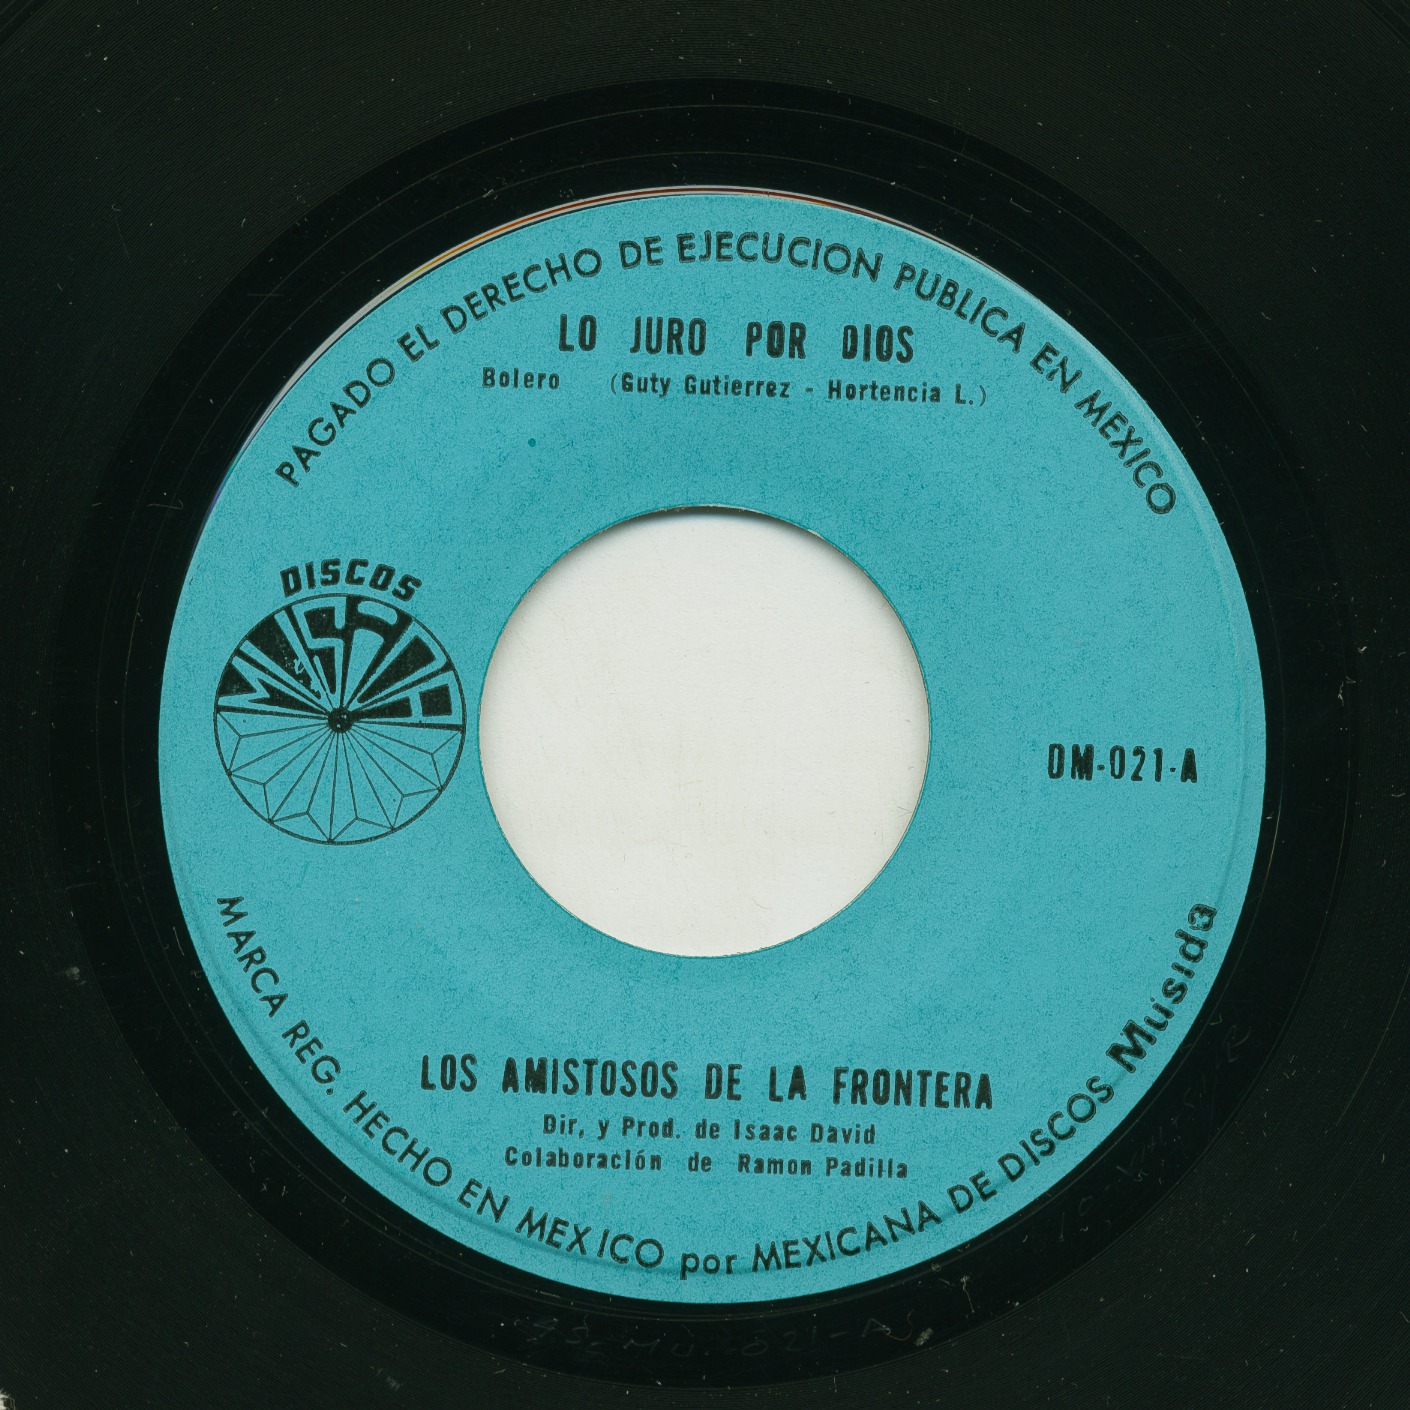 PAGADO EL DERECHO DE EJECUCION PUBLICA EN MEXICO
LO JURO POR DIOS
Bolero (Guty Gutierrez - Hortencia L.)
DISCOS
DM-021-A
LOS AMISTOSOS DE LA FRONTERA
Dir, y Prod. de Isaac David
Colaboración de Ramon Padilla
MARCA REG. HECHO EN MEXICO por MEXICANA DE DISCOS Músida